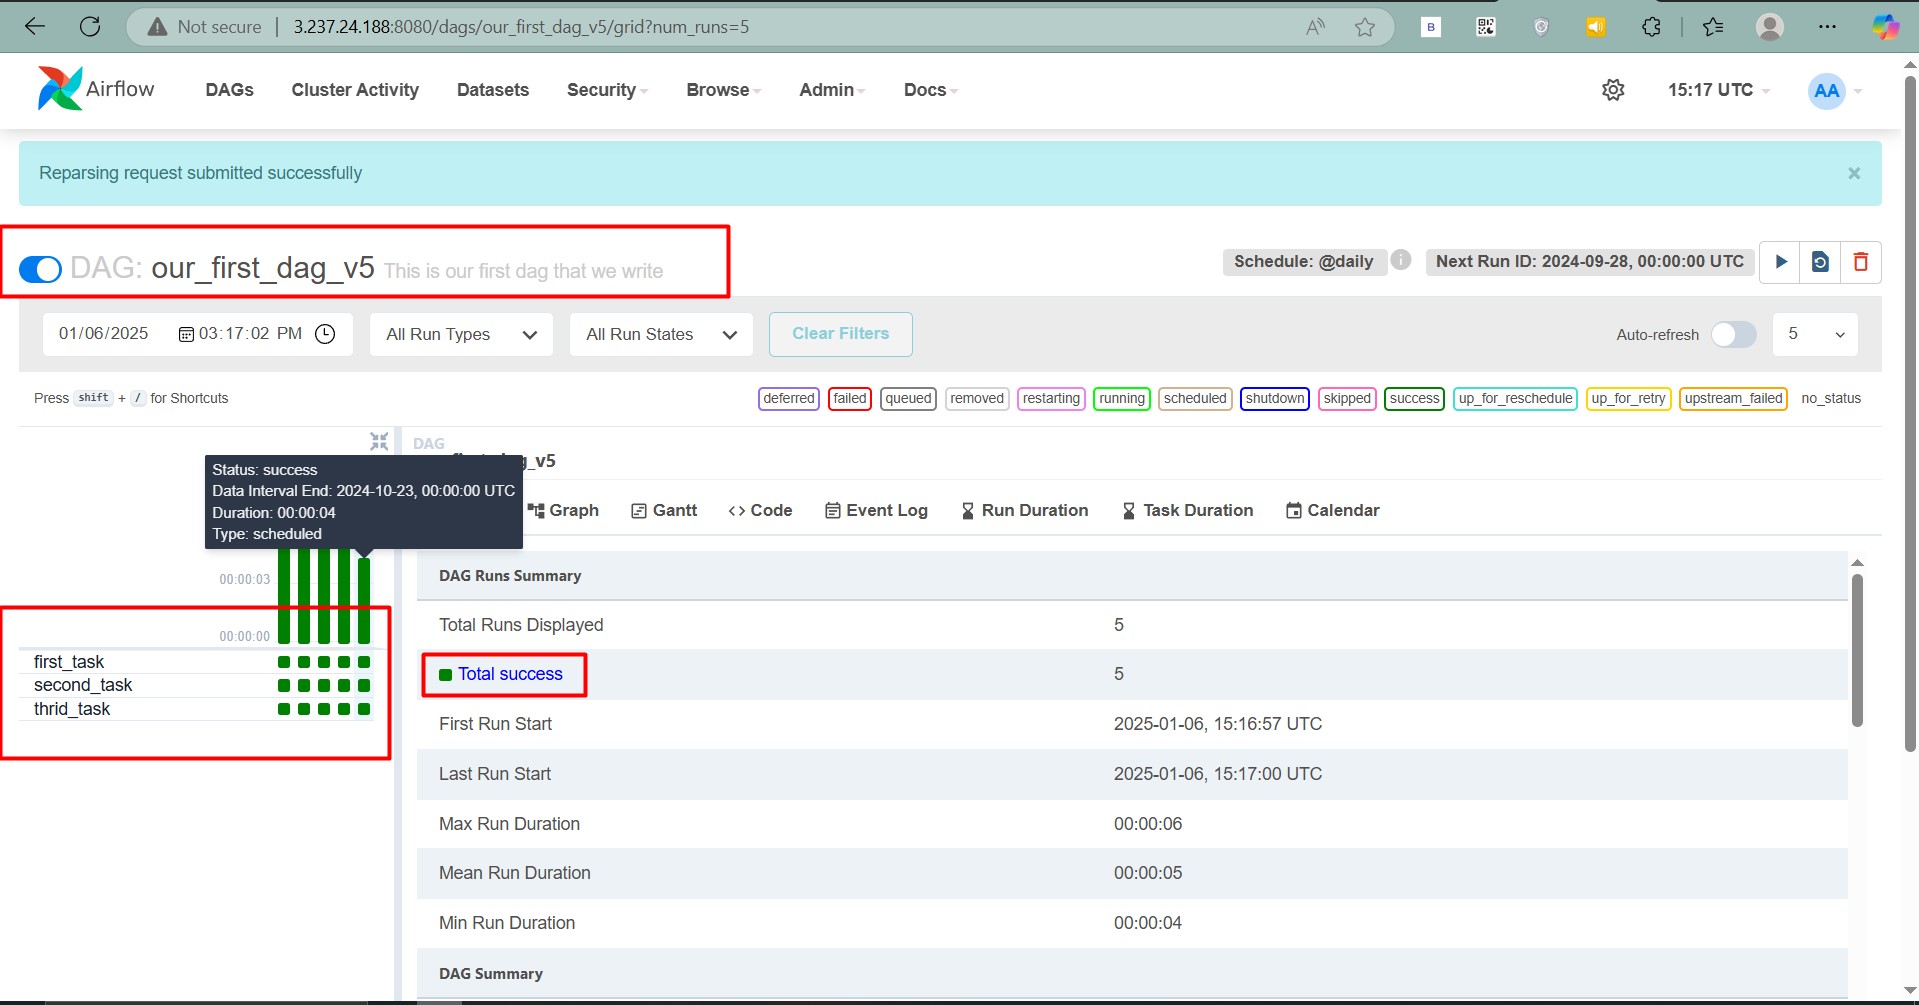 Not secure
3.237.24.188:8080/dags/our_first_dag_v5/grid?num_runs=5
B
Airflow
DAGs
Cluster Activity
Datasets
Security
Browse
Admin
Docs
15:17 UTC
AA
Reparsing request submitted successfully
×
DAG: our_first_dag_v5 This is our first dag that we write
Schedule: @daily
Next Run ID: 2024-09-28, 00:00:00 UTC
01/06/2025
03:17:02 PM
All Run Types
All Run States
Clear Filters
Auto-refresh
5
Press shift + / for Shortcuts
deferred
failed
queued
removed
restarting
running
scheduled
shutdown
skipped
success
up_for_reschedule
up_for_retry
upstream_failed
no_status
DAG
_v5
Status: success
Data Interval End: 2024-10-23, 00:00:00 UTC
Duration: 00:00:04
Type: scheduled
Graph
Gantt
Code
Event Log
Run Duration
Task Duration
Calendar
00:00:03
00:00:00
first_task
second_task
thrid_task
DAG Runs Summary
Total Runs Displayed 5
Total success 5
First Run Start 2025-01-06, 15:16:57 UTC
Last Run Start 2025-01-06, 15:17:00 UTC
Max Run Duration 00:00:06
Mean Run Duration 00:00:05
Min Run Duration 00:00:04
DAG Summary